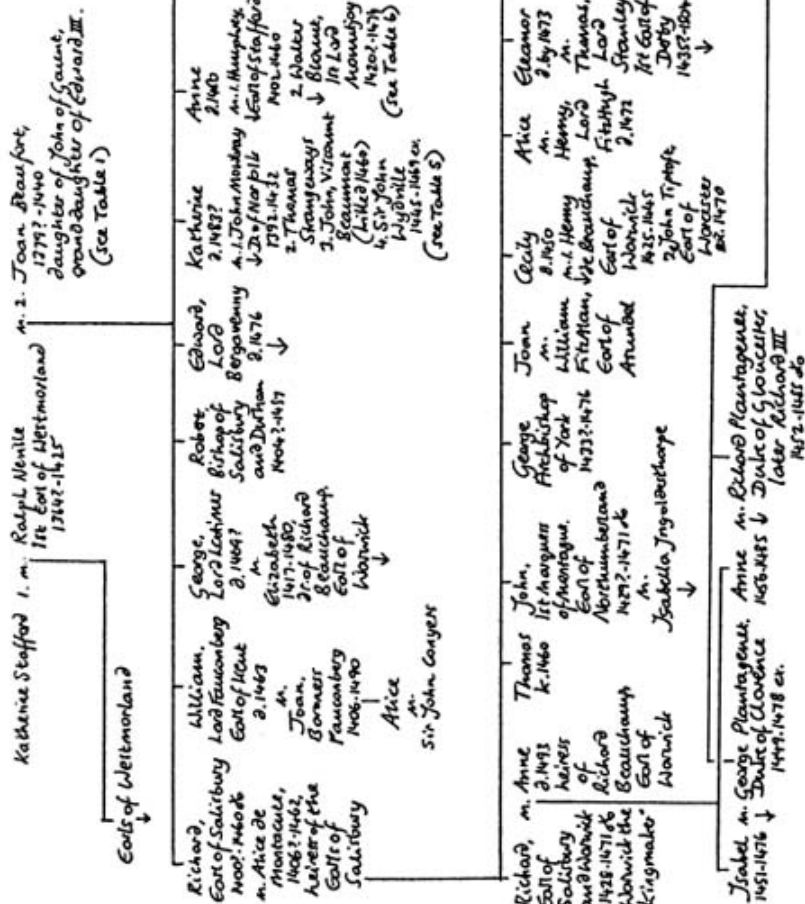 Katherine Stafford 1. m. Ralph Neville
1st Earl of Westmorland
1364?-1425
m. 2. Joan Beaufort,
1379?-1440
daughter of John of Gaunt,
granddaughter of Edward III.
(see Table 1)
Earls of Westmorland
Richard,
Earl of Salisbury
1400?-1460
m. Alice de
Montacute,
1406?-1462,
heiress of the
Earls of
Salisbury
William,
Lord Fauconberg
Earl of Kent
d.1463
m.
Joan,
Baroness
Fauconberg
1406-1490
Alice
m.
Sir John Conyers
George,
Lord Latimer
d.1469?
m.
Elizabeth
1417-1480,
dr. of Richard
Beauchamp,
Earl of
Warwick
Robert,
Bishop of
Salisbury
and Durham
1404?-1457
Edward,
Lord
Bergavenny
d.1476
Katherine
d.1483?
m.1. John Mowbray
D. of Norfolk
1392-1432
2. Thomas
Strangeways
3. John, Viscount
Beaumont
(killed 1460)
4. Sir John
Wydville
1445-1469 ex.
(see Table 5)
Anne
d.1480
m.1. Humphrey,
Earl of Stafford
1402-1460
2. Walter
Blount,
1st Lord
Mountjoy
1420?-1474
(see Table 6)
Richard,
Earl of
Salisbury
and Warwick
1428-1471
'Warwick the
Kingmaker'
m. Anne
d.1493
heiress
of
Richard
Beauchamp
Earl of
Warwick
Thomas
k.1460
John,
1st Marquess
of Montague,
Earl of
Northumberland
1429?-1471
m.
Isabella Ingoldesthorpe
George
Archbishop
of York
1433?-1476
Joan
m.
William
FitzAlan,
Earl of
Arundel
Cecily
d.1450
m.1. Henry
de Beauchamp,
Earl of
Warwick
1425-1445
2. John Tiptoft,
Earl of
Worcester
ex.1470
Alice
m.
Henry,
Lord
FitzHugh
d.1472
Eleanor
d. by 1473
m.
Thomas,
Lord
Stanley
1st Earl of
Derby
1435?-1504
Isabel m. George Plantagenet,
1451-1476 Duke of Clarence
1449-1478 ex.
Anne m. Richard Plantagenet,
1456-1485 Duke of Gloucester,
later Richard III
1452-1485